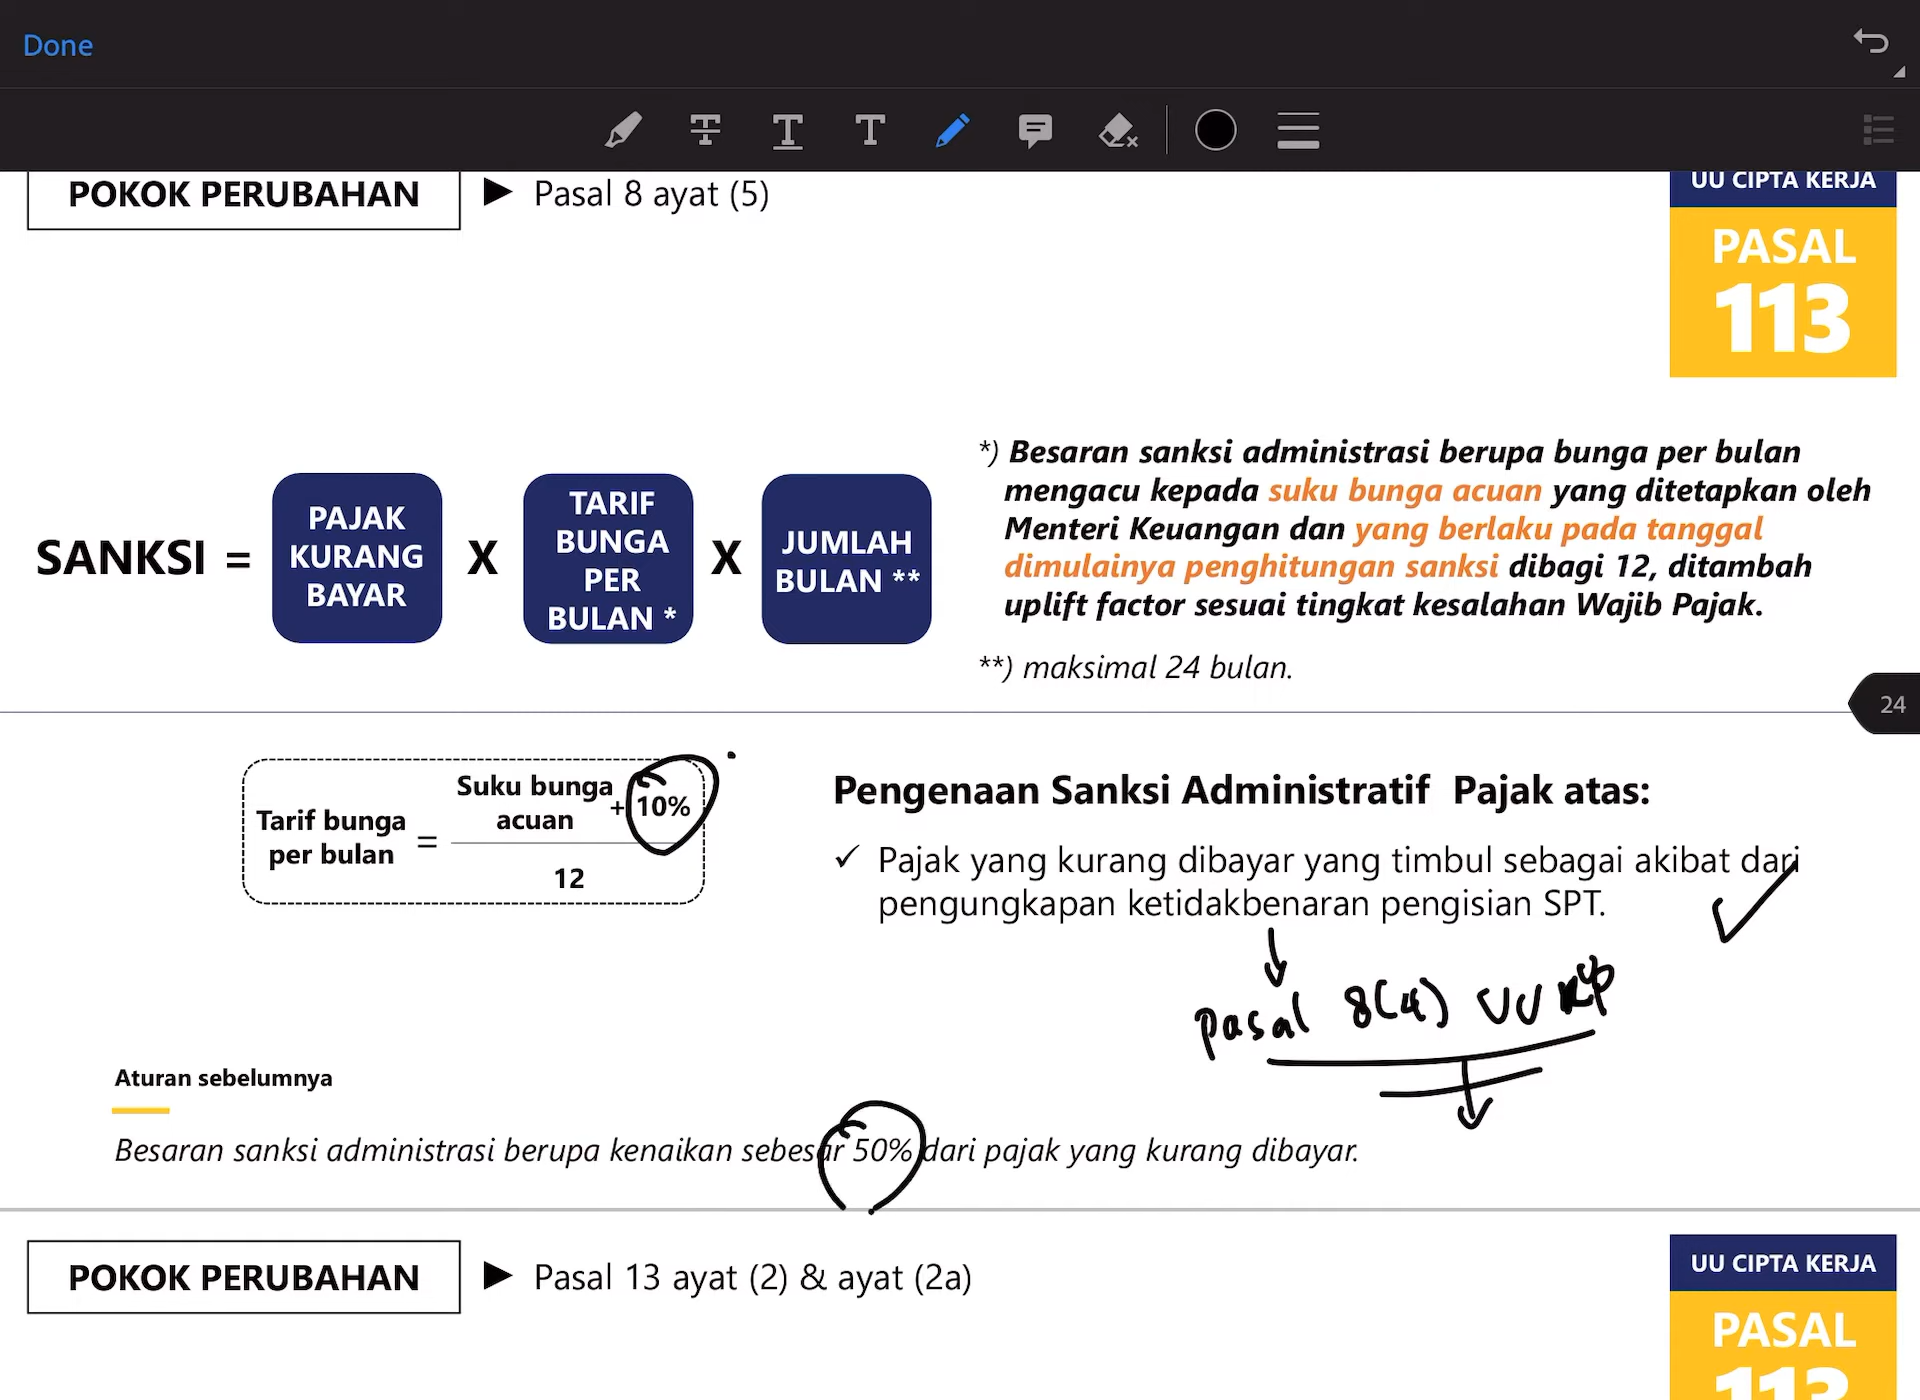 Done
POKOK PERUBAHAN
Pasal 8 ayat (5)
UU CIPTA KERJA
PASAL
113
SANKSI =
PAJAK
KURANG
BAYAR
X
TARIF
BUNGA
PER
BULAN *
X
JUMLAH
BULAN **
*) Besaran sanksi administrasi berupa bunga per bulan
mengacu kepada suku bunga acuan yang ditetapkan oleh
Menteri Keuangan dan yang berlaku pada tanggal
dimulainya penghitungan sanksi dibagi 12, ditambah
uplift factor sesuai tingkat kesalahan Wajib Pajak.
**) maksimal 24 bulan.
24
Tarif bunga
per bulan
=
Suku bunga
acuan
+ 10%
12
Pengenaan Sanksi Administratif Pajak atas:
✓ Pajak yang kurang dibayar yang timbul sebagai akibat dari
pengungkapan ketidakbenaran pengisian SPT.
Pasal 8(4) UU KUP
Aturan sebelumnya
Besaran sanksi administrasi berupa kenaikan sebesar 50% dari pajak yang kurang dibayar.
POKOK PERUBAHAN
Pasal 13 ayat (2) & ayat (2a)
UU CIPTA KERJA
PASAL
113